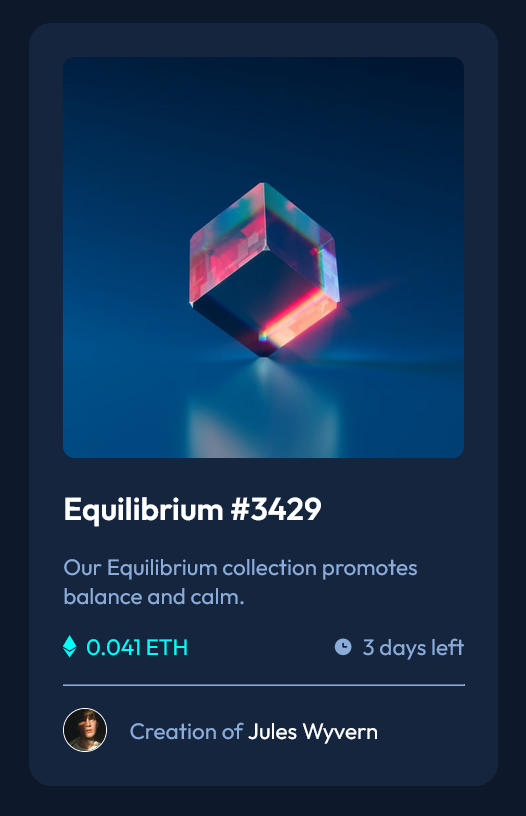 Equilibrium #3429
Our Equilibrium collection promotes
balance and calm.
0.041 ETH
3 days left
Creation of Jules Wyvern